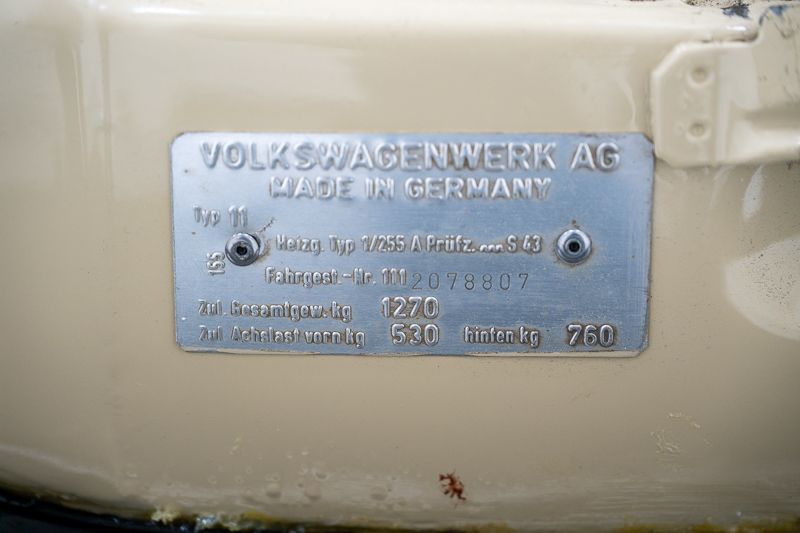 VOLKSWAGENWERK AG
MADE IN GERMANY
Typ 11
Heizg. Typ 1/255 A Prüfz. ~~~ S 43
Fahrgest.-Nr. 111 2078807
Zul. Gesamtgew. kg 1270
Zul. Achslast vorn kg 530 hinten kg 760